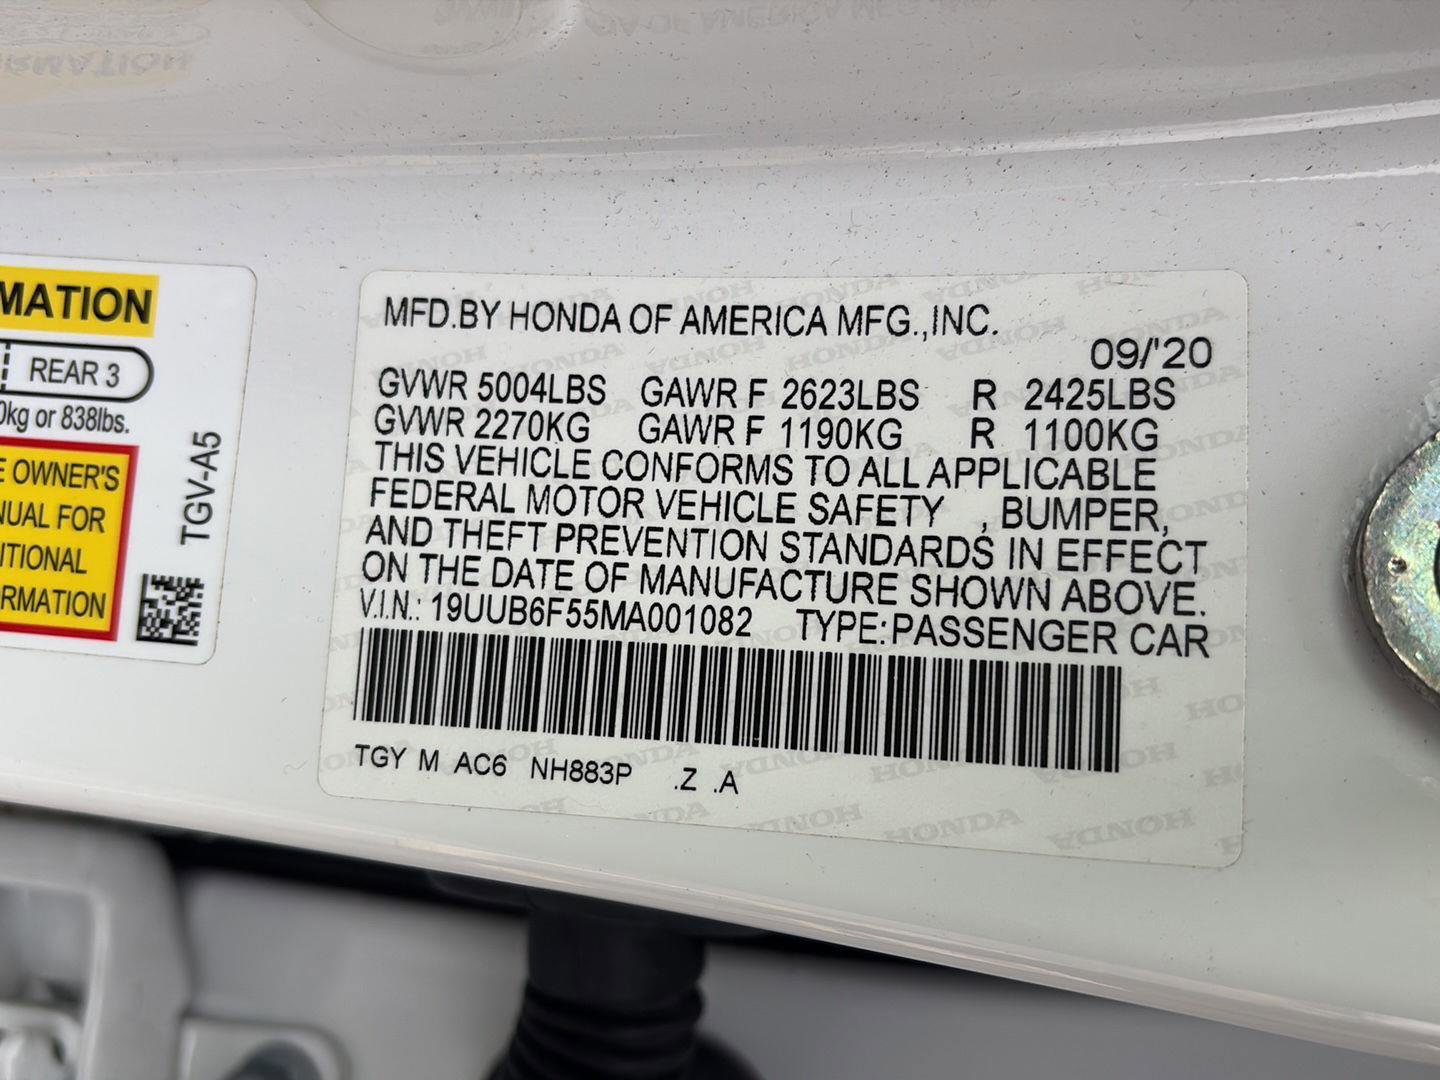 MATION
REAR 3
0kg or 838lbs.
E OWNER'S
NUAL FOR
ITIONAL
ORMATION
TGV-A5
MFD.BY HONDA OF AMERICA MFG.,INC.
09/'20
GVWR 5004LBS GAWR F 2623LBS R 2425LBS
GVWR 2270KG GAWR F 1190KG R 1100KG
THIS VEHICLE CONFORMS TO ALL APPLICABLE
FEDERAL MOTOR VEHICLE SAFETY , BUMPER,
AND THEFT PREVENTION STANDARDS IN EFFECT
ON THE DATE OF MANUFACTURE SHOWN ABOVE.
V.I.N.: 19UUB6F55MA001082 TYPE:PASSENGER CAR
TGY M AC6 NH883P .Z .A